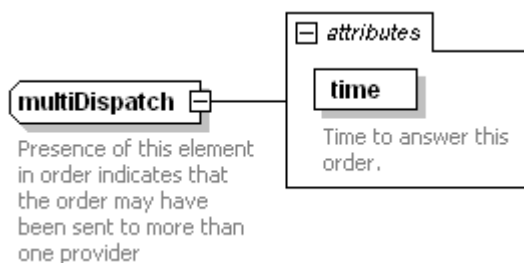 attributes
multiDispatch
time
Presence of this element
in order indicates that
the order may have
been sent to more than
one provider
Time to answer this
order.